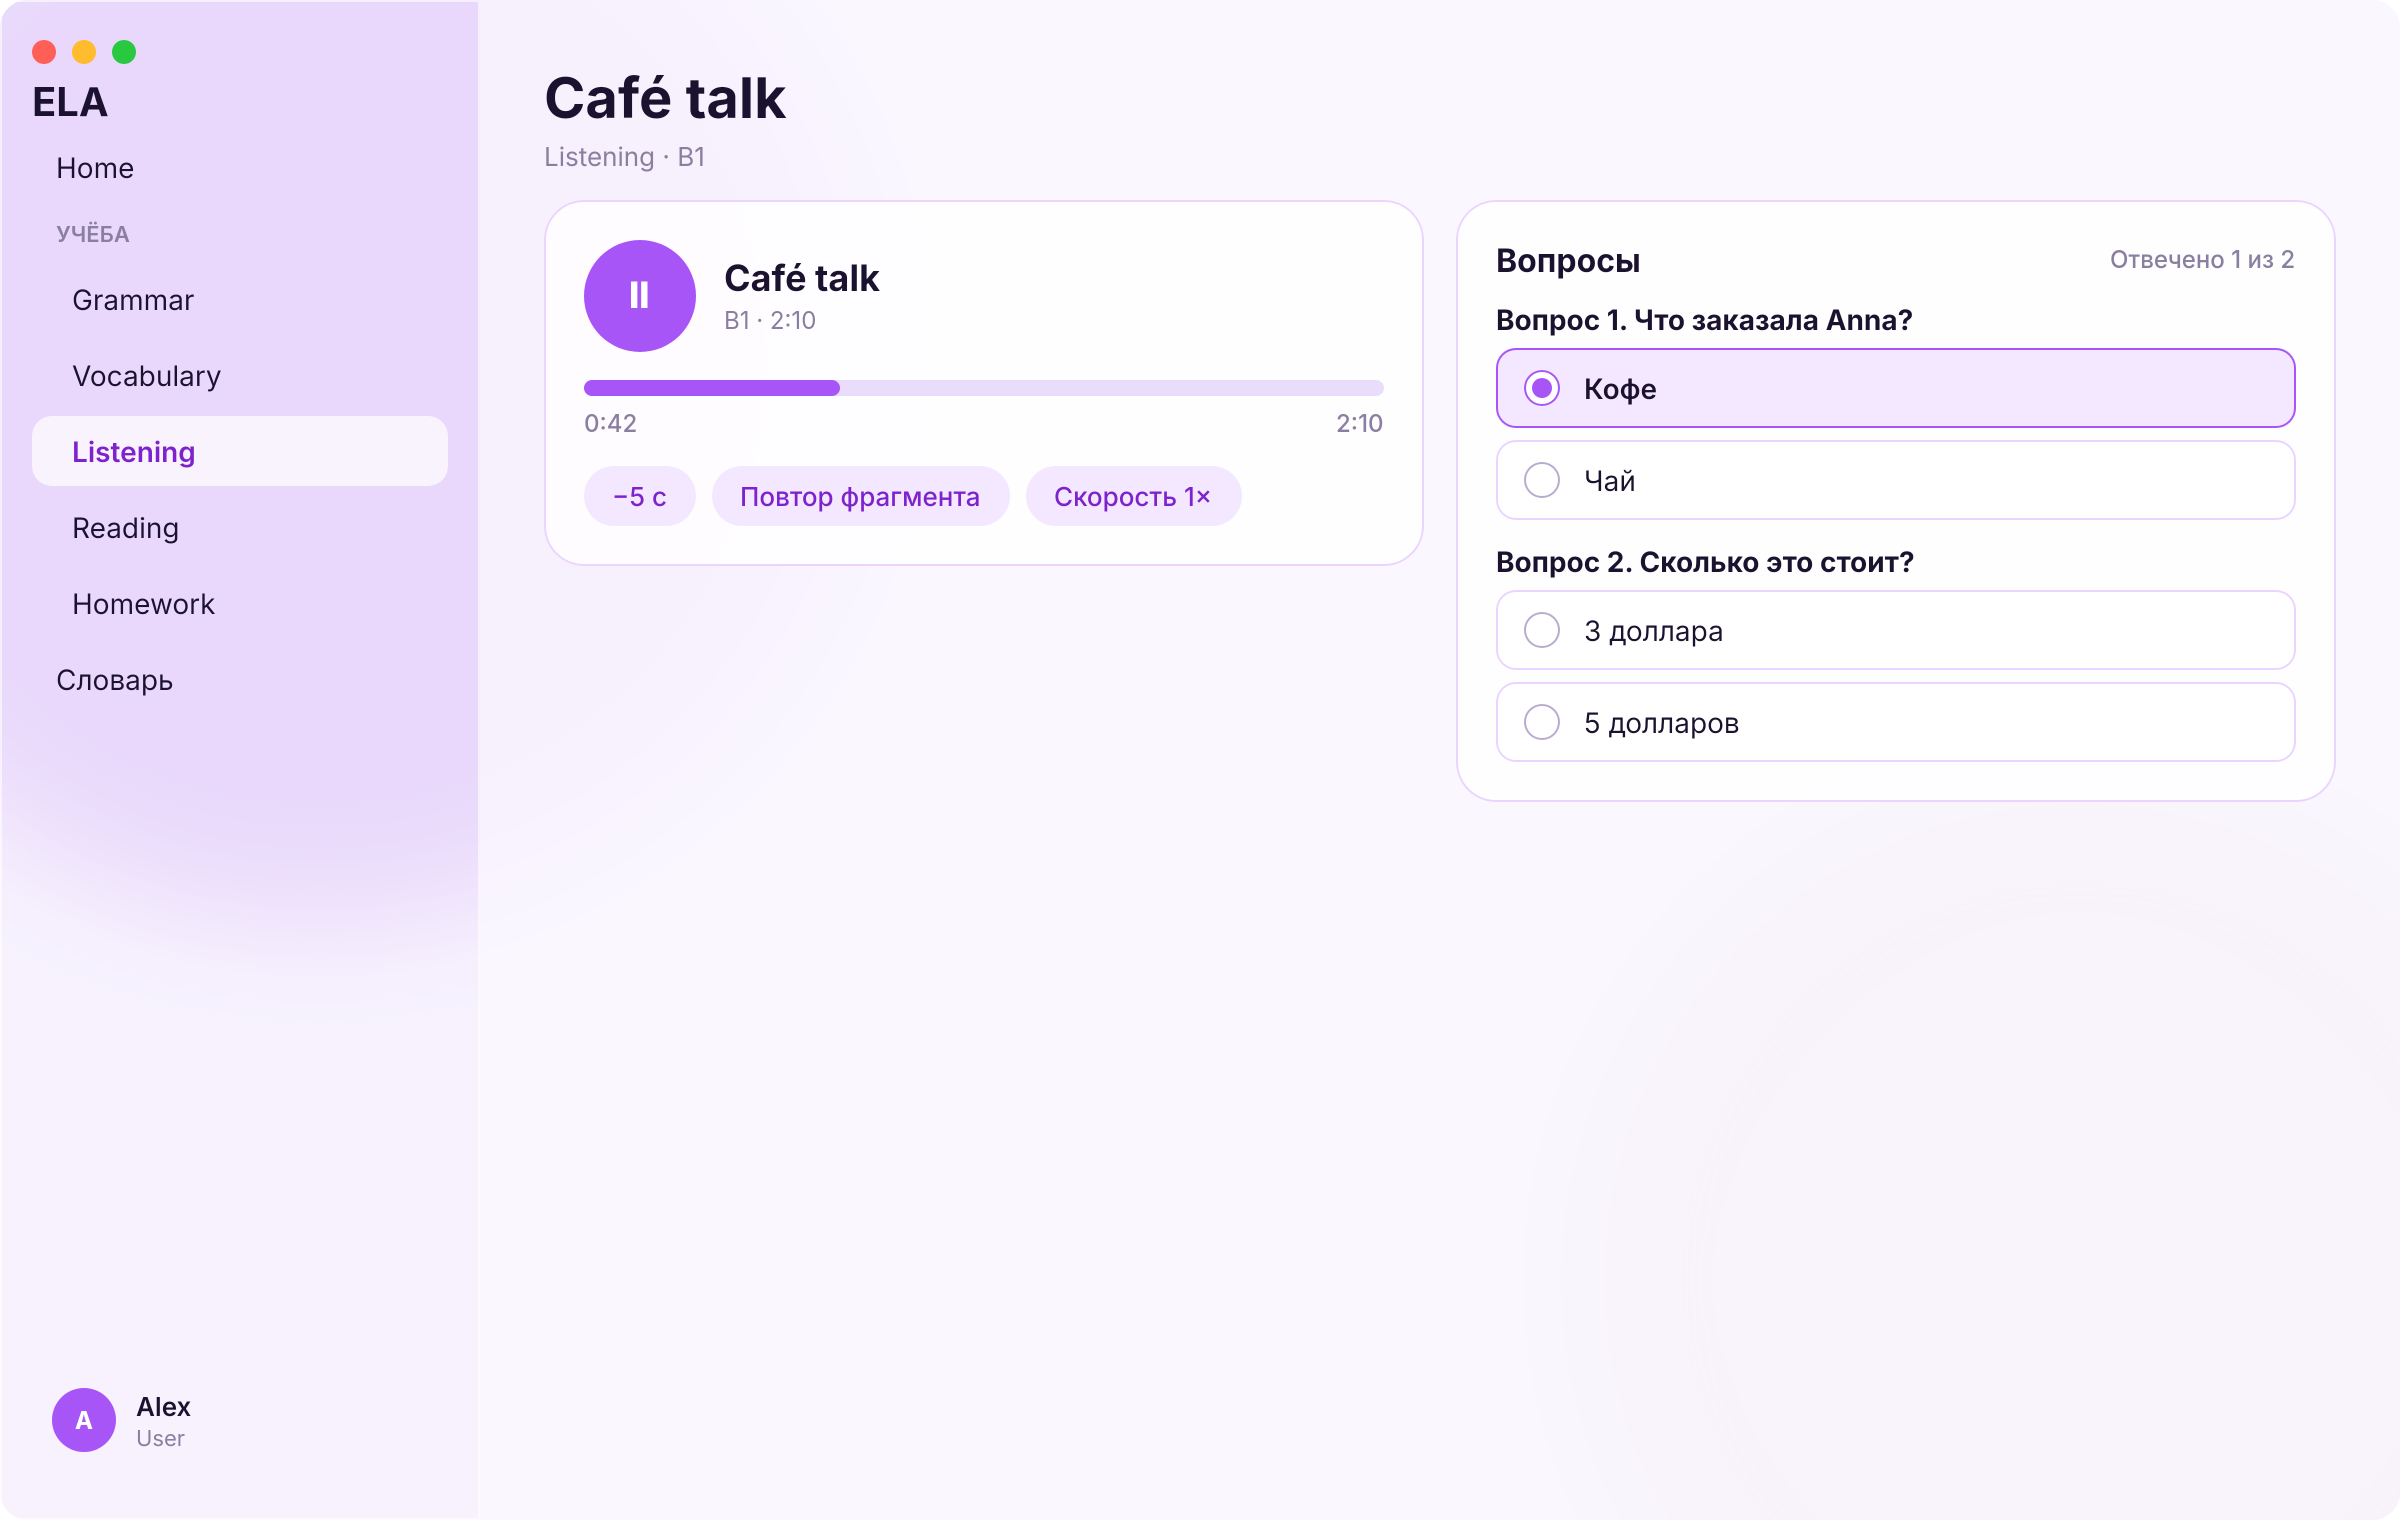 ELA
Home
УЧЁБА
Grammar
Vocabulary
Listening
Reading
Homework
Словарь
A
Alex
User
Café talk
Listening · B1
Café talk
B1 · 2:10
0:42
2:10
−5 с
Повтор фрагмента
Скорость 1×
Вопросы
Отвечено 1 из 2
Вопрос 1. Что заказала Anna?
Кофе
Чай
Вопрос 2. Сколько это стоит?
3 доллара
5 долларов